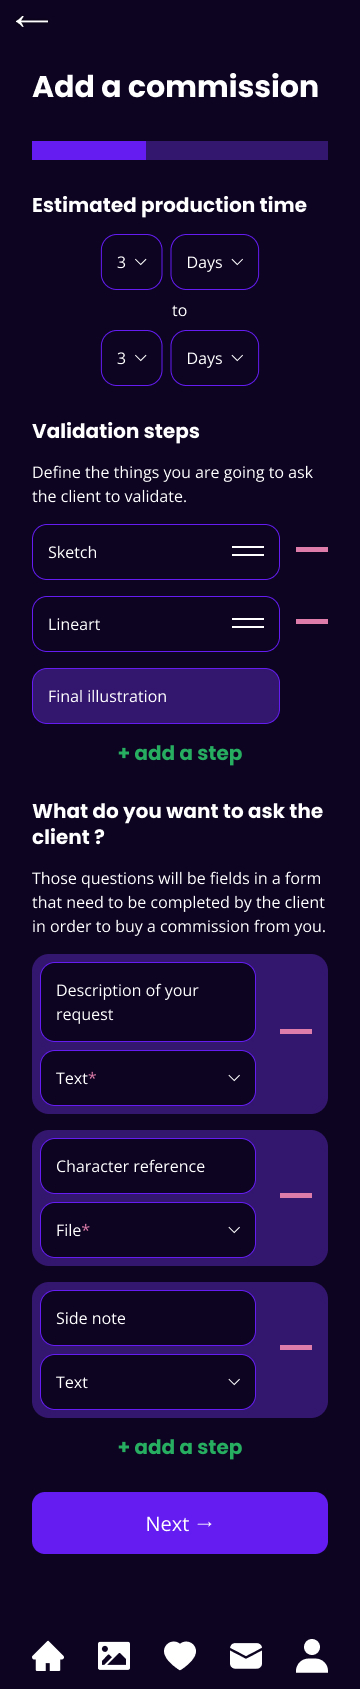 ←
Add a commission
Estimated production time
3 Days
to
3 Days
Validation steps
Define the things you are going to ask
the client to validate.
Sketch
Lineart
Final illustration
+ add a step
What do you want to ask the
client ?
Those questions will be fields in a form
that need to be completed by the client
in order to buy a commission from you.
Description of your
request
Text*
Character reference
File*
Side note
Text
+ add a step
Next →